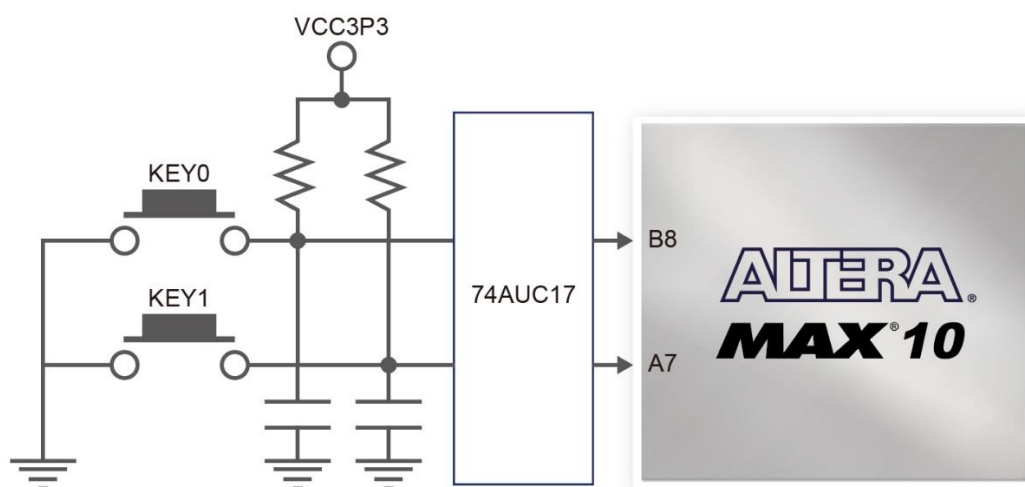 VCC3P3
KEY0
B8
KEY1
74AUC17
ALTERA®
MAX® 10
A7